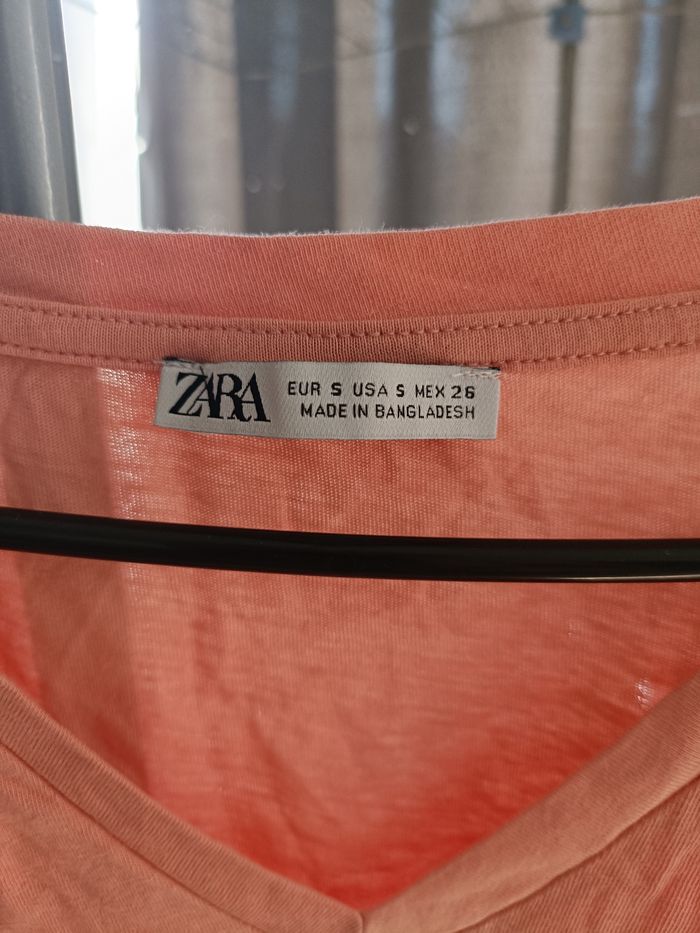 ZARA
EUR S USA S MEX 26
MADE IN BANGLADESH